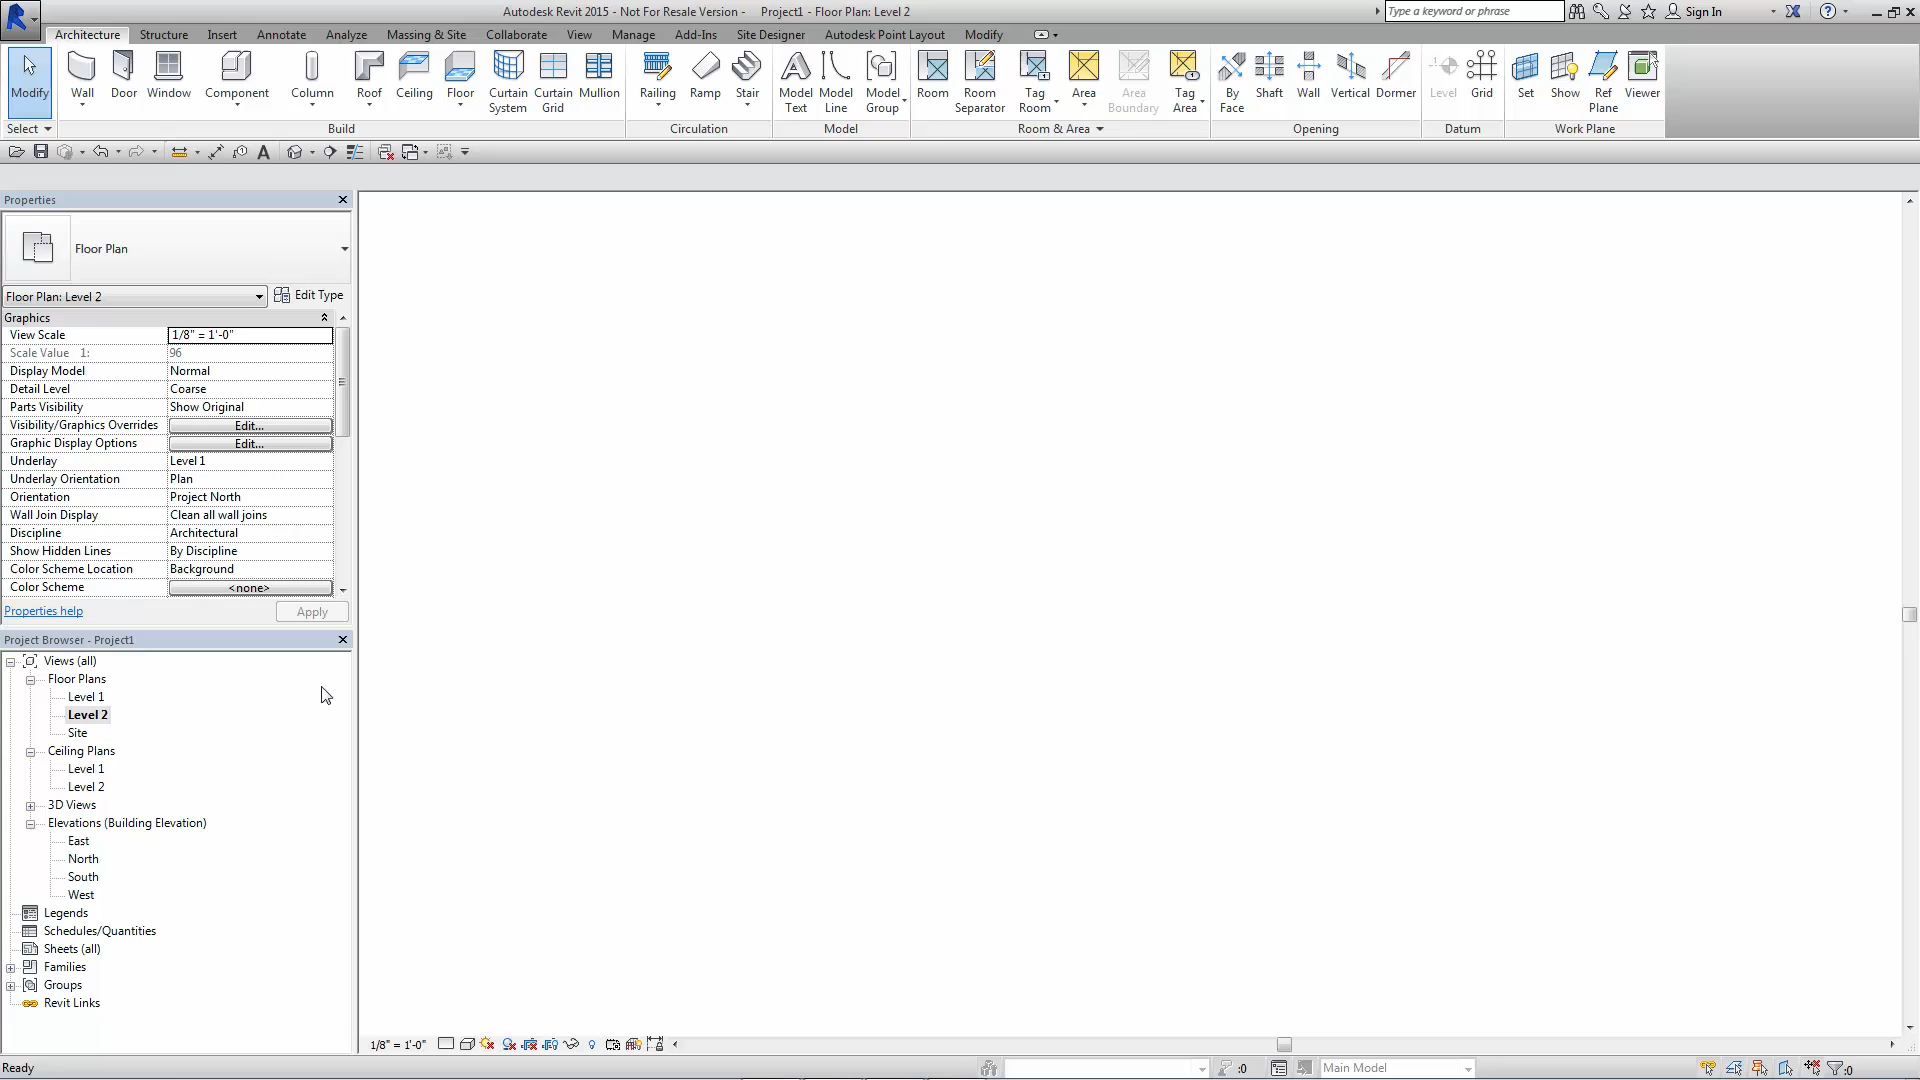 Autodesk Revit 2015 - Not For Resale Version - Project1 - Floor Plan: Level 2
Type a keyword or phrase
Sign In
Architecture Structure Insert Annotate Analyze Massing & Site Collaborate View Manage Add-Ins Site Designer Autodesk Point Layout Modify
Modify
Wall
Door
Window
Component
Column
Roof
Ceiling
Floor
Curtain System
Curtain Grid
Mullion
Railing
Ramp
Stair
Model Text
Model Line
Model Group
Room
Room Separator
Tag Room
Area
Area Boundary
Tag Area
By Face
Shaft
Wall
Vertical
Dormer
Level
Grid
Set
Show
Ref Plane
Viewer
Select Build Circulation Model Room & Area Opening Datum Work Plane
Properties
Floor Plan
Floor Plan: Level 2 Edit Type
Graphics
View Scale 1/8" = 1'-0"
Scale Value 1: 96
Display Model Normal
Detail Level Coarse
Parts Visibility Show Original
Visibility/Graphics Overrides Edit...
Graphic Display Options Edit...
Underlay Level 1
Underlay Orientation Plan
Orientation Project North
Wall Join Display Clean all wall joins
Discipline Architectural
Show Hidden Lines By Discipline
Color Scheme Location Background
Color Scheme <none>
Properties help Apply
Project Browser - Project1
Views (all)
Floor Plans
Level 1
Level 2
Site
Ceiling Plans
Level 1
Level 2
3D Views
Elevations (Building Elevation)
East
North
South
West
Legends
Schedules/Quantities
Sheets (all)
Families
Groups
Revit Links
1/8" = 1'-0"
Ready :0 Main Model :0